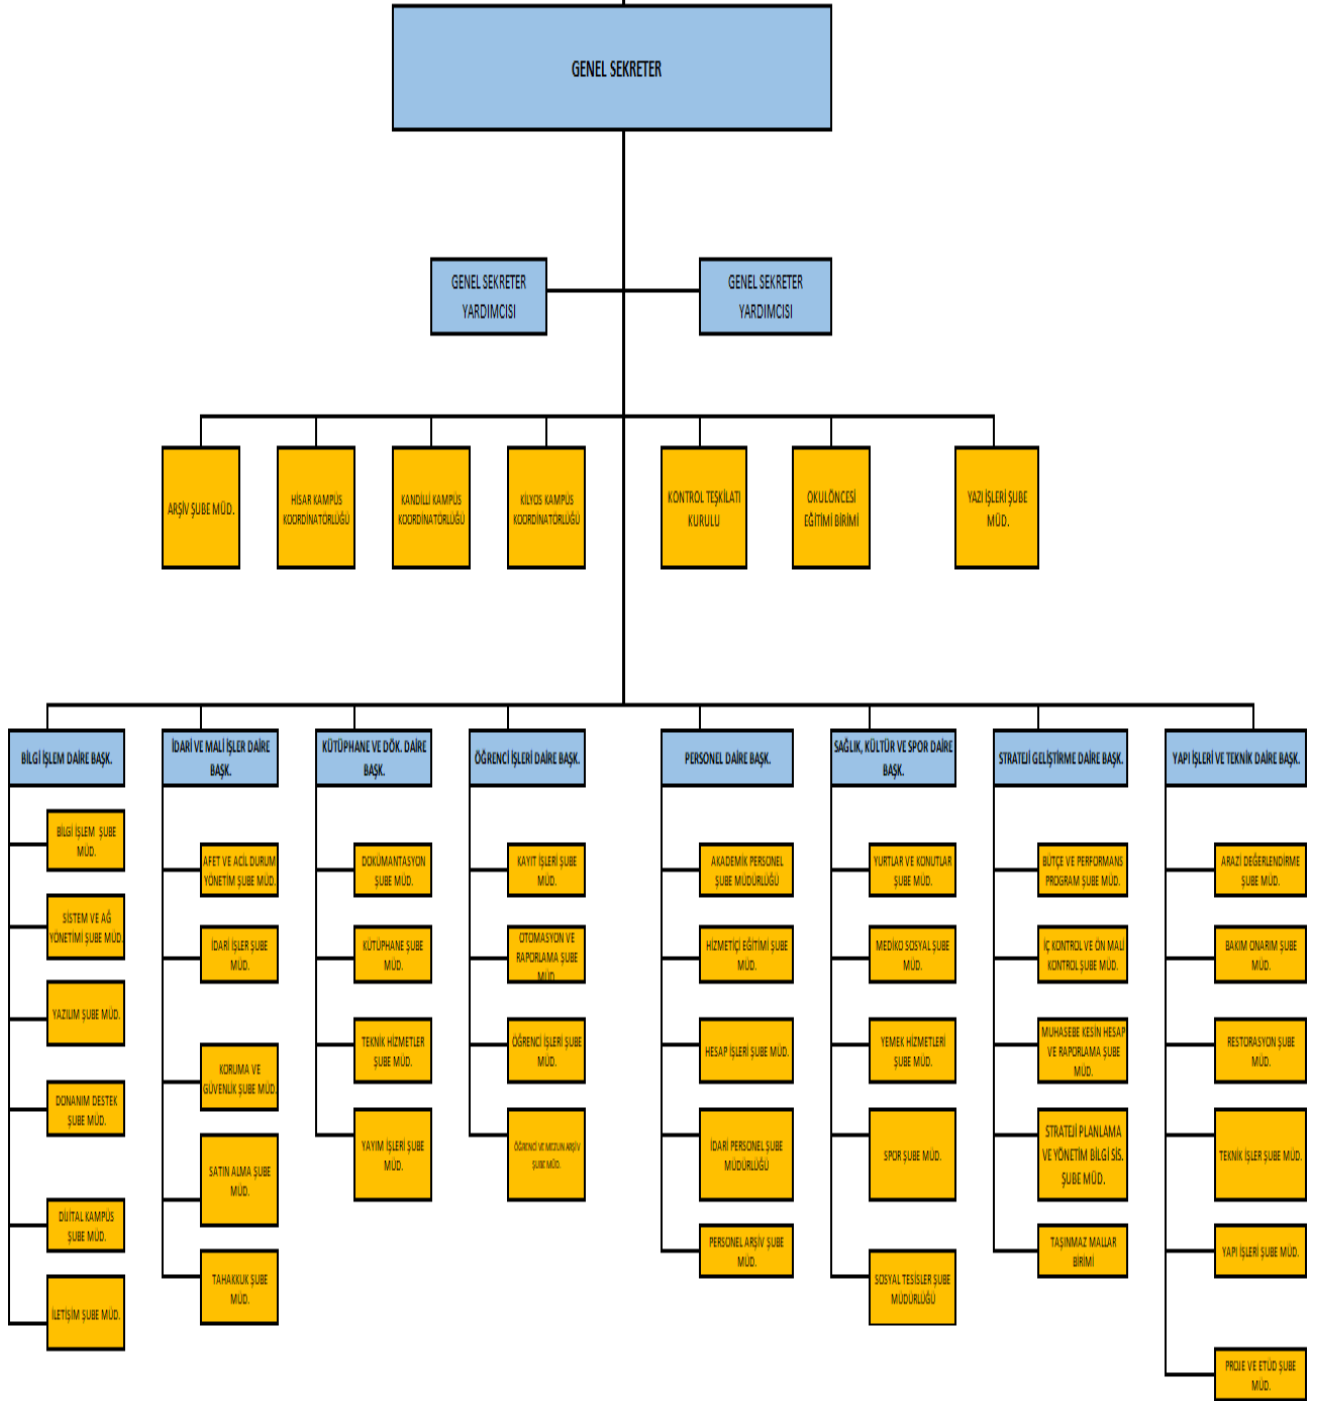 GENEL SEKRETER
GENEL SEKRETER
YARDIMCISI
GENEL SEKRETER
YARDIMCISI
ARŞİV ŞUBE MÜD.
HİSAR KAMPÜS
KOORDİNATÖRLÜĞÜ
KANDİLLİ KAMPÜS
KOORDİNATÖRLÜĞÜ
KİLYOS KAMPÜS
KOORDİNATÖRLÜĞÜ
KONTROL TEŞKİLATI
KURULU
OKULÖNCESİ
EĞİTİMİ BİRİMİ
YAZI İŞLERİ ŞUBE
MÜD.
BİLGİ İŞLEM DAİRE BAŞK.
BİLGİ İŞLEM ŞUBE
MÜD.
SİSTEM VE AĞ
YÖNETİMİ ŞUBE MÜD.
YAZILIM ŞUBE MÜD.
DONANIM DESTEK
ŞUBE MÜD.
DİJİTAL KAMPÜS
ŞUBE MÜD.
İLETİŞİM ŞUBE MÜD.
İDARİ VE MALİ İŞLER DAİRE
BAŞK.
AFET VE ACİL DURUM
YÖNETİM ŞUBE MÜD.
İDARİ İŞLER ŞUBE
MÜD.
KORUMA VE
GÜVENLİK ŞUBE MÜD.
SATIN ALMA ŞUBE
MÜD.
TAHAKKUK ŞUBE
MÜD.
KÜTÜPHANE VE DÖK. DAİRE
BAŞK.
DOKÜMANTASYON
ŞUBE MÜD.
KÜTÜPHANE ŞUBE
MÜD.
TEKNİK HİZMETLER
ŞUBE MÜD.
YAYIM İŞLERİ ŞUBE
MÜD.
ÖĞRENCİ İŞLERİ DAİRE BAŞK.
KAYIT İŞLERİ ŞUBE
MÜD.
OTOMASYON VE
RAPORLAMA ŞUBE
MÜD.
ÖĞRENCİ İŞLERİ ŞUBE
MÜD.
ÖĞRENCİ VE MEZUN ARŞİV
ŞUBE MÜD.
PERSONEL DAİRE BAŞK.
AKADEMİK PERSONEL
ŞUBE MÜDÜRLÜĞÜ
HİZMETİÇİ EĞİTİMİ ŞUBE
MÜD.
HESAP İŞLERİ ŞUBE MÜD.
İDARİ PERSONEL ŞUBE
MÜDÜRLÜĞÜ
PERSONEL ARŞİV ŞUBE
MÜD.
SAĞLIK, KÜLTÜR VE SPOR DAİRE
BAŞK.
YURTLAR VE KONUTLAR
ŞUBE MÜD.
MEDİKO SOSYAL ŞUBE
MÜD.
YEMEK HİZMETLERİ
ŞUBE MÜD.
SPOR ŞUBE MÜD.
SOSYAL TESİSLER ŞUBE
MÜDÜRLÜĞÜ
STRATEJİ GELİŞTİRME DAİRE BAŞK.
BÜTÇE VE PERFORMANS
PROGRAM ŞUBE MÜD.
İÇ KONTROL VE ÖN MALİ
KONTROL ŞUBE MÜD.
MUHASEBE KESİN HESAP
VE RAPORLAMA ŞUBE
MÜD.
STRATEJİ PLANLAMA
VE YÖNETİM BİLGİ SİS.
ŞUBE MÜD.
TAŞINMAZ MALLAR
BİRİMİ
YAPI İŞLERİ VE TEKNİK DAİRE BAŞK.
ARAZİ DEĞERLENDİRME
ŞUBE MÜD.
BAKIM ONARIM ŞUBE
MÜD.
RESTORASYON ŞUBE
MÜD.
TEKNİK İŞLER ŞUBE MÜD.
YAPI İŞLERİ ŞUBE MÜD.
PROJE VE ETÜD ŞUBE
MÜD.